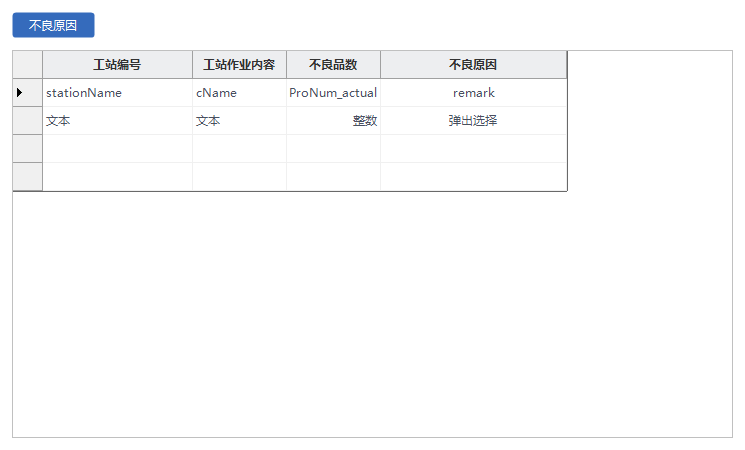 不良原因
工站编号 工站作业内容 不良品数 不良原因
stationName cName ProNum_actual remark
文本 文本 整数 弹出选择